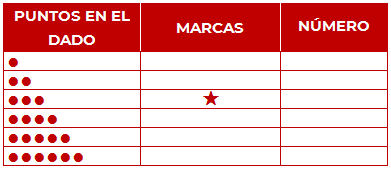 PUNTOS EN EL
DADO
MARCAS
NÚMERO